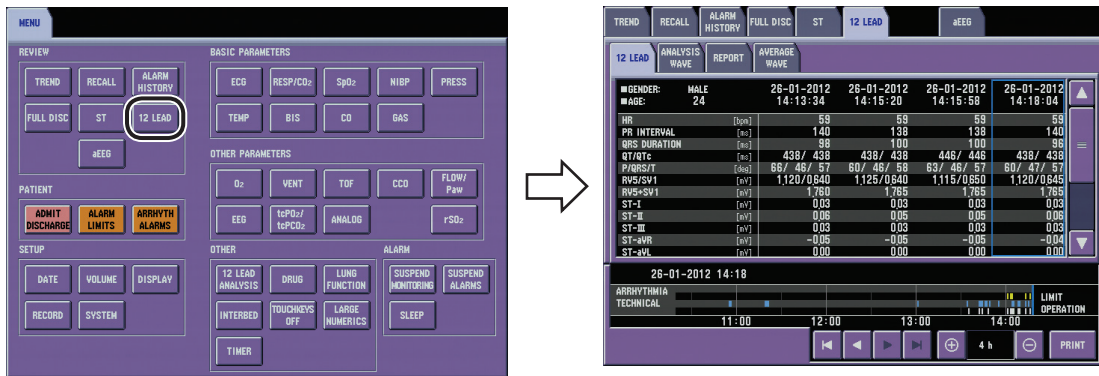 MENU
REVIEW
TREND RECALL ALARM HISTORY
FULL DISC ST 12 LEAD
aEEG
PATIENT
ADMIT DISCHARGE ALARM LIMITS ARRHYTH ALARMS
SETUP
DATE VOLUME DISPLAY
RECORD SYSTEM
BASIC PARAMETERS
ECG RESP/CO2 SpO2 NIBP PRESS
TEMP BIS CO GAS
OTHER PARAMETERS
O2 VENT TOF CCO FLOW/Paw
EEG tcPO2/tcPCO2 ANALOG rSO2
OTHER
12 LEAD ANALYSIS DRUG LUNG FUNCTION
INTERBED TOUCHKEYS OFF LARGE NUMERICS
TIMER
ALARM
SUSPEND MONITORING SUSPEND ALARMS
SLEEP
TREND RECALL ALARM HISTORY FULL DISC ST 12 LEAD aEEG
12 LEAD ANALYSIS WAVE REPORT AVERAGE WAVE
■GENDER: MALE 26-01-2012 26-01-2012 26-01-2012 26-01-2012
■AGE: 24 14:13:34 14:15:20 14:15:58 14:18:04
HR [bpm] 59 59 59 59
PR INTERVAL [ms] 140 138 138 140
QRS DURATION [ms] 98 100 100 96
QT/QTc [ms] 438/ 438 438/ 438 446/ 446 438/ 438
P/QRS/T [deg] 66/ 46/ 57 60/ 46/ 58 63/ 46/ 57 60/ 47/ 57
RV5/SV1 [mV] 1.120/0.640 1.125/0.640 1.115/0.650 1.120/0.645
RV5+SV1 [mV] 1.760 1.765 1.765 1.765
ST-I [mV] 0.03 0.03 0.03 0.03
ST-II [mV] 0.06 0.05 0.05 0.06
ST-III [mV] 0.03 0.03 0.03 0.03
ST-aVR [mV] -0.05 -0.05 -0.05 -0.04
ST-aVL [mV] 0.00 0.00 0.00 0.00
26-01-2012 14:18
ARRHYTHMIA
TECHNICAL
LIMIT
OPERATION
11:00 12:00 13:00 14:00
4 h PRINT